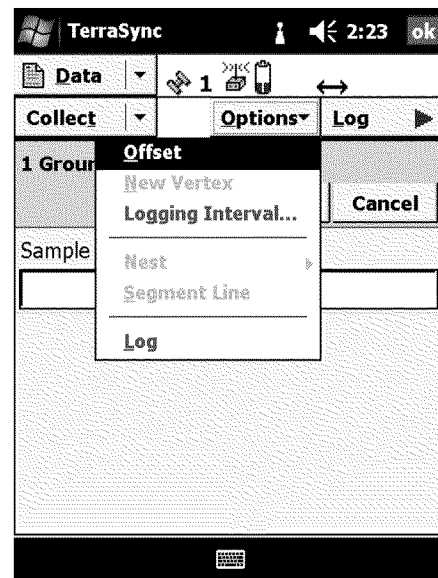 TerraSync 2:23 ok
Data 1
Collect Options Log
1 Groun
Offset
New Vertex
Cancel
Logging Interval...
Sample
Nest
Segment Line
Log